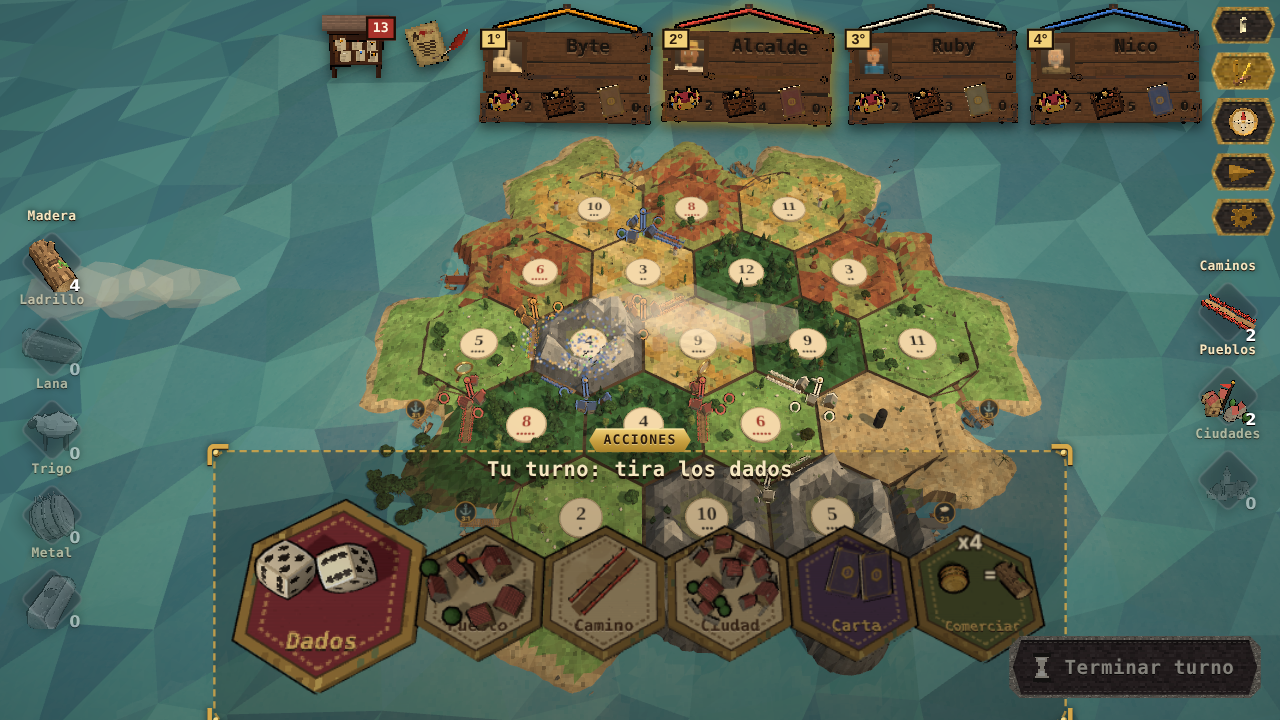 13
1° Byte
2 3 0
2° Alcalde
2 4 0
3° Ruby
2 3 0
4° Nico
2 5 0
Madera
4
Ladrillo
0
Lana
0
Trigo
0
Metal
0
Caminos
2
Pueblos
2
Ciudades
0
10 8 11
6 3 12 3
5 4 9 9 11
8 4 6
2 10 5
ACCIONES
Tu turno: tira los dados
Dados
Pueblo
Camino
Ciudad
Carta
x4
=
Comerciar
Terminar turno